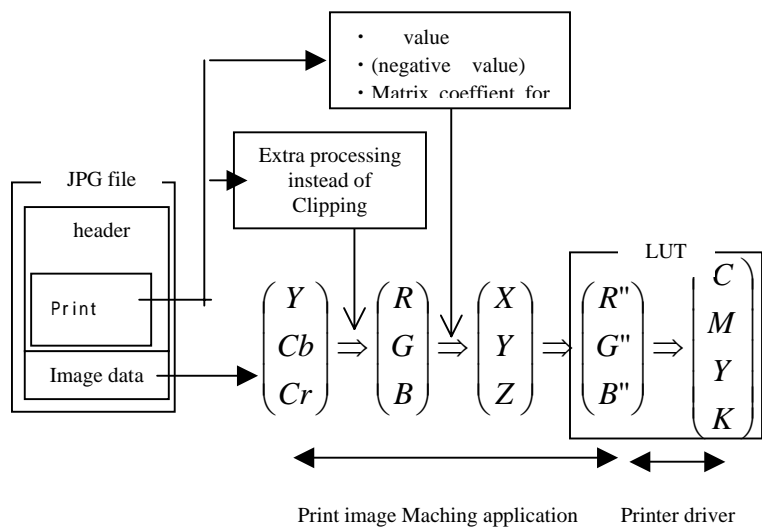 ・ value
・(negative value)
・Matrix coeffient for
Extra processing
instead of
Clipping
JPG file
header
Print
Image data
LUT
Y
Cb
Cr
⇒
R
G
B
⇒
X
Y
Z
⇒
R"
G"
B"
⇒
C
M
Y
K
Print image Maching application
Printer driver